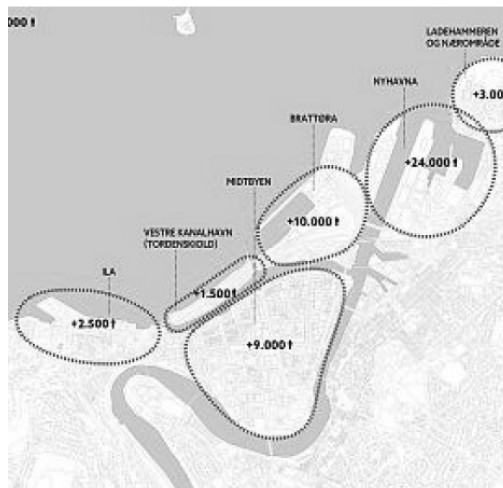 LADEHAMMEREN
OG NÆROMRÅDE
+3.00
NYHAVNA
+24.000
BRATTØRA
+10.000
MIDTBYEN
VESTRE KANALHAVN
(TORDENSKIOLD)
+1.500
ILA
+2.500
+9.000